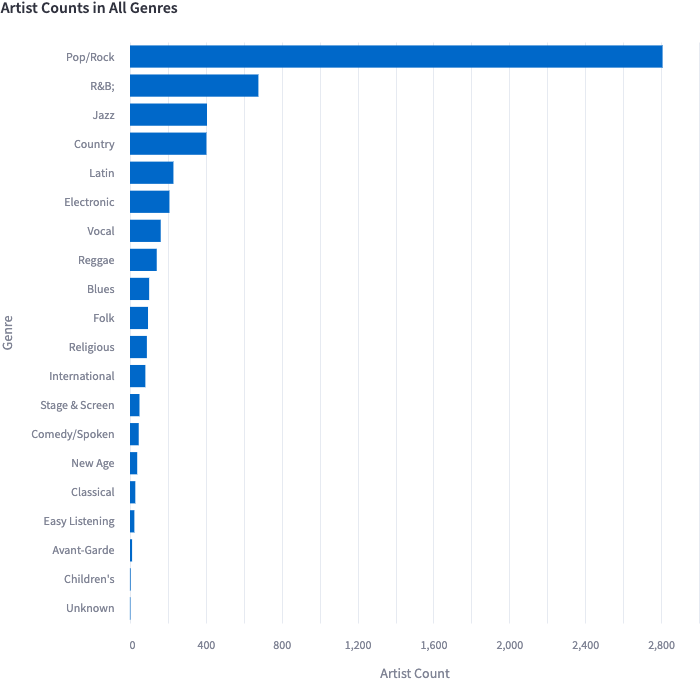 Artist Counts in All Genres
Pop/Rock
R&B;
Jazz
Country
Latin
Electronic
Vocal
Reggae
Blues
Folk
Religious
International
Stage & Screen
Comedy/Spoken
New Age
Classical
Easy Listening
Avant-Garde
Children's
Unknown
Genre
0 400 800 1,200 1,600 2,000 2,400 2,800
Artist Count